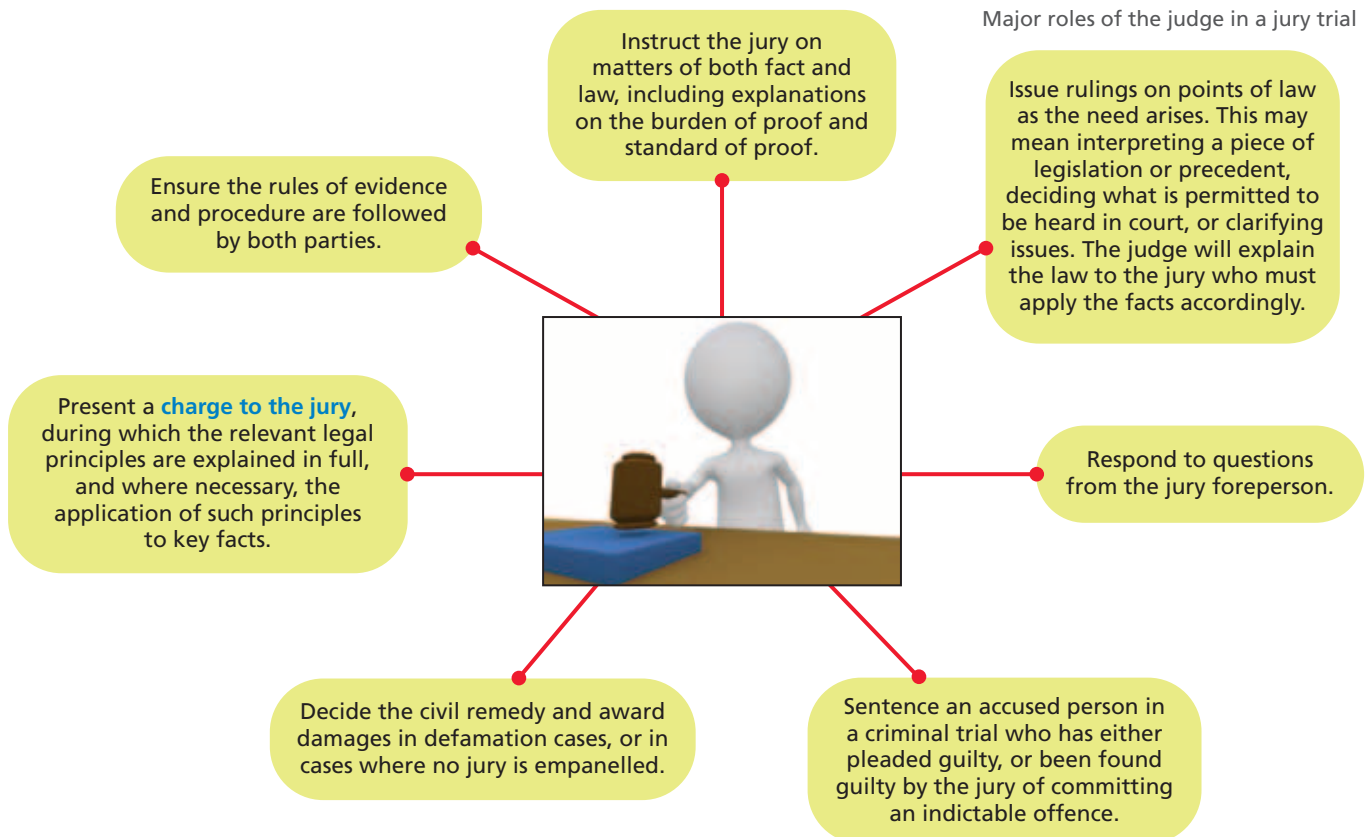 Major roles of the judge in a jury trial
Instruct the jury on
matters of both fact and
law, including explanations
on the burden of proof and
standard of proof.
Issue rulings on points of law
as the need arises. This may
mean interpreting a piece of
legislation or precedent,
deciding what is permitted to
be heard in court, or clarifying
issues. The judge will explain
the law to the jury who must
apply the facts accordingly.
Ensure the rules of evidence
and procedure are followed
by both parties.
Present a charge to the jury,
during which the relevant legal
principles are explained in full,
and where necessary, the
application of such principles
to key facts.
Respond to questions
from the jury foreperson.
Decide the civil remedy and award
damages in defamation cases, or in
cases where no jury is empanelled.
Sentence an accused person in
a criminal trial who has either
pleaded guilty, or been found
guilty by the jury of committing
an indictable offence.